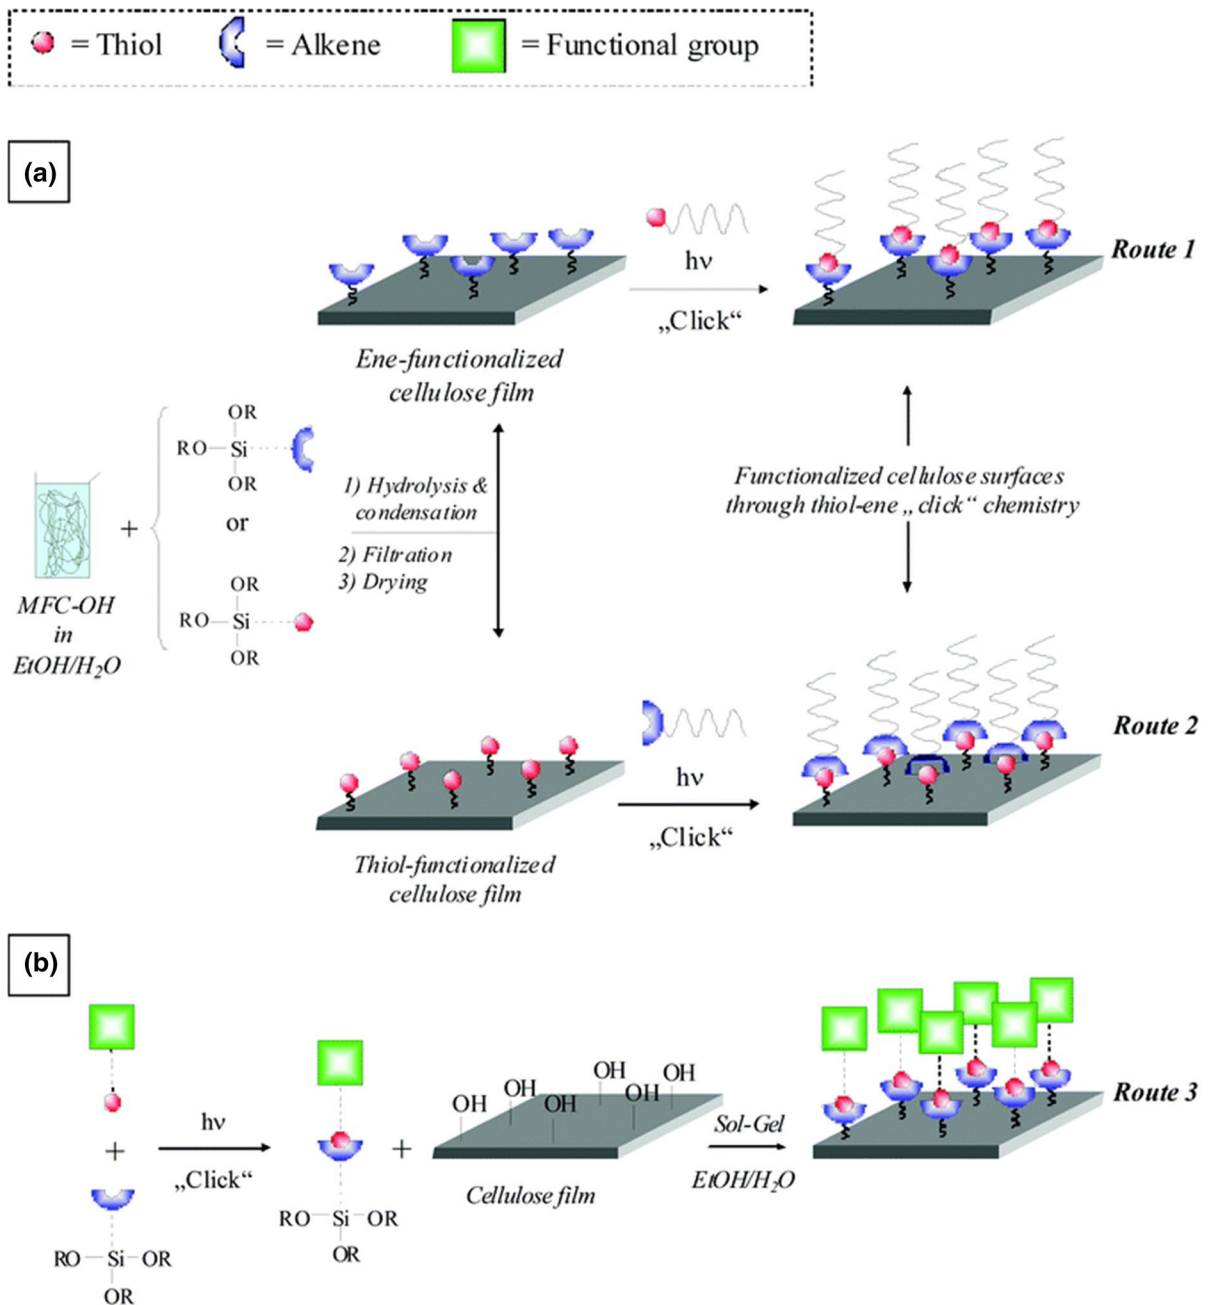 = Thiol
= Alkene
= Functional group
(a)
hν
„Click“
Route 1
Ene-functionalized
cellulose film
OR
RO Si
OR
or
OR
RO Si
OR
+
MFC-OH
in
EtOH/H₂O
1) Hydrolysis &
condensation
2) Filtration
3) Drying
Functionalized cellulose surfaces
through thiol-ene „click“ chemistry
hν
„Click“
Route 2
Thiol-functionalized
cellulose film
(b)
+
RO Si OR
OR
hν
„Click“
RO Si OR
OR
+
OH OH OH OH OH OH
Cellulose film
Sol-Gel
EtOH/H₂O
Route 3